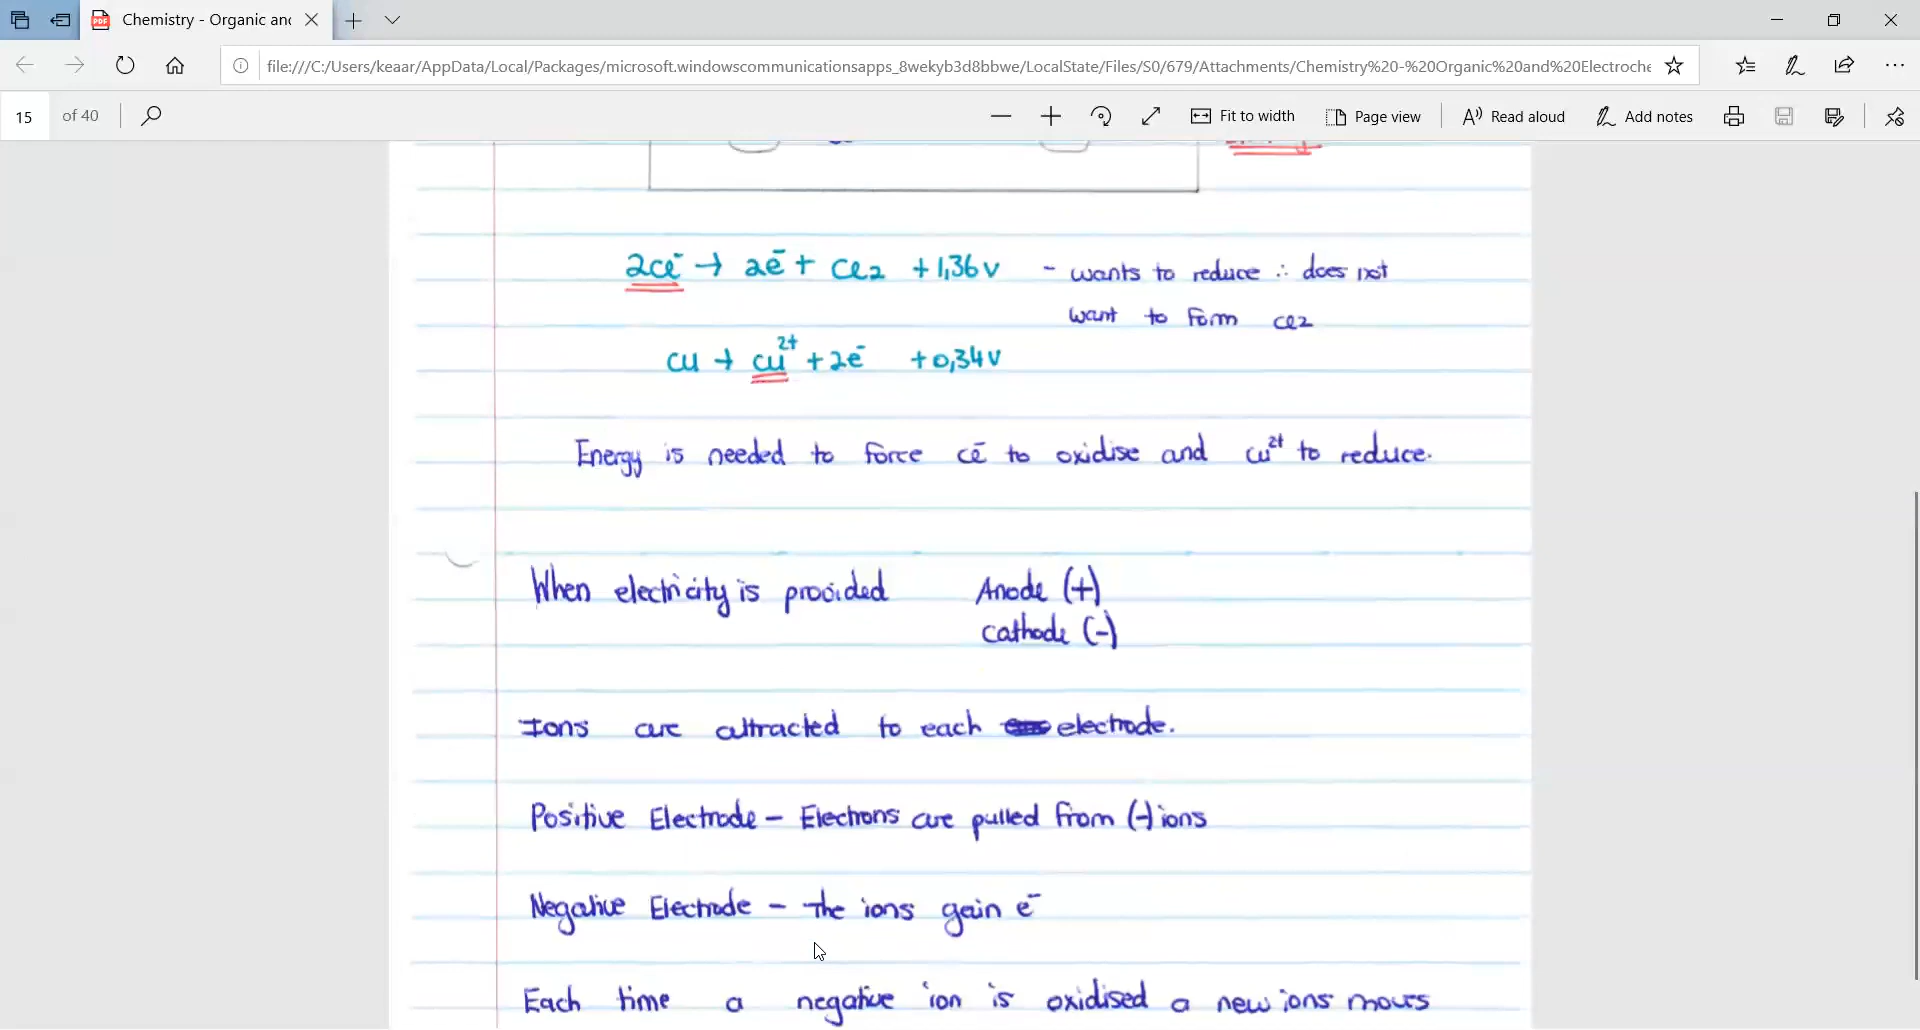 Chemistry - Organic and
file:///C:/Users/keaar/AppData/Local/Packages/microsoft.windowscommunicationsapps_8wekyb3d8bbwe/LocalState/Files/S0/679/Attachments/Chemistry%20-%20Organic%20and%20Electroche
15 of 40 Fit to width Page view Read aloud Add notes
2Cl⁻ → 2e⁻ + Cl2 +1,36V - wants to reduce ∴ does not
want to form Cl2
Cu → Cu²⁺ + 2e⁻ +0,34V
Energy is needed to force Cl⁻ to oxidise and Cu²⁺ to reduce.
When electricity is provided Anode (+)
Cathode (-)
Ions are attracted to each electrode.
Positive Electrode - Electrons are pulled from (-) ions
Negative Electrode - The ions gain e⁻
Each time a negative ion is oxidised a new ions moves